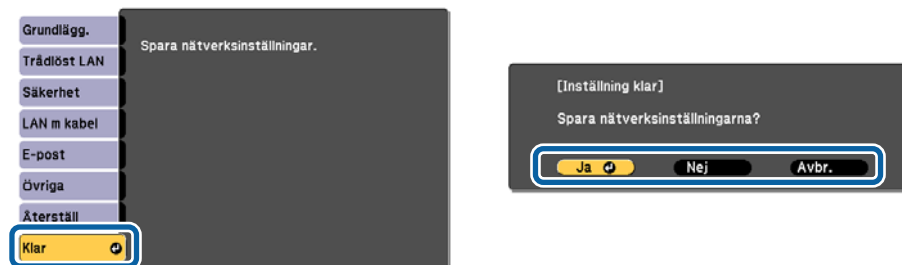 Grundlägg.
Trådlöst LAN
Säkerhet
LAN m kabel
E-post
Övriga
Återställ
Klar
Spara nätverksinställningar.
[Inställning klar]
Spara nätverksinställningarna?
Ja Nej Avbr.